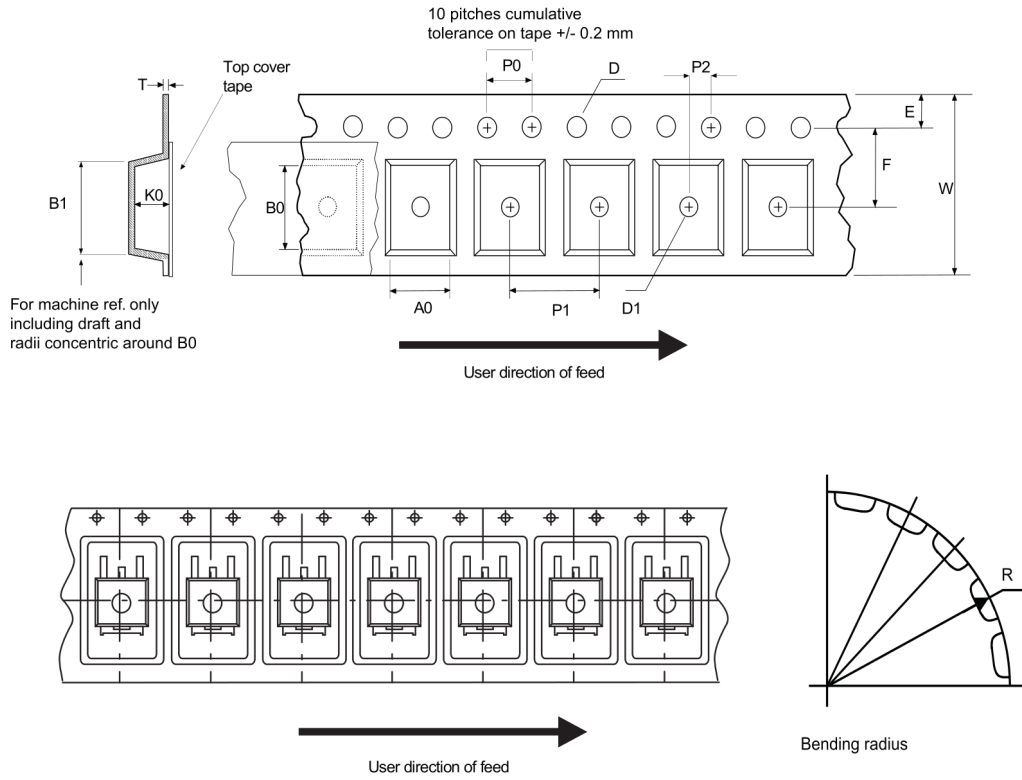 10 pitches cumulative
tolerance on tape +/- 0.2 mm
Top cover
tape
T
P0
D
P2
E
F
W
B1
K0
B0
For machine ref. only
including draft and
radii concentric around B0
A0
P1
D1
User direction of feed
R
Bending radius
User direction of feed